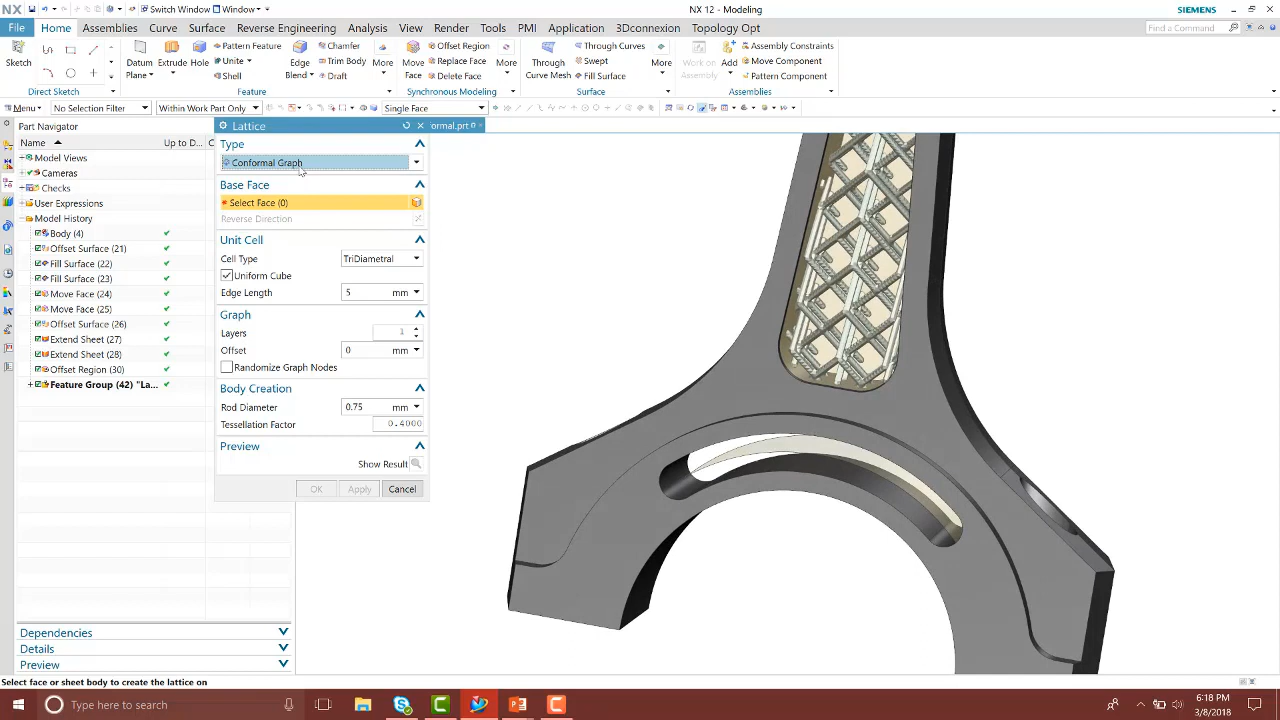 NX
Switch Window
Window
NX 12 - Modeling
SIEMENS
File
Home
Assemblies
Curve
Surface
Reverse Engineering
Analysis
View
Render
Tools
PMI
Application
3Dconnexion
Topology Opt
Find a Command
Sketch
Direct Sketch
Datum Plane
Extrude
Hole
Pattern Feature
Unite
Shell
Edge Blend
Chamfer
Trim Body
Draft
More
Feature
Move Face
Offset Region
Replace Face
Delete Face
More
Synchronous Modeling
Through Curve Mesh
Through Curves
Swept
Fill Surface
More
Surface
Work on Assembly
Add
Assembly Constraints
Move Component
Pattern Component
Assemblies
Menu
No Selection Filter
Within Work Part Only
Single Face
Part Navigator
Name
Up to D...
C
Model Views
Cameras
Checks
User Expressions
Model History
Body (4)
Offset Surface (21)
Fill Surface (22)
Fill Surface (23)
Move Face (24)
Move Face (25)
Offset Surface (26)
Extend Sheet (27)
Extend Sheet (28)
Offset Region (30)
Feature Group (42) "La...
Dependencies
Details
Preview
Lattice
formal.prt
Type
Conformal Graph
Base Face
* Select Face (0)
Reverse Direction
Unit Cell
Cell Type
TriDiametral
Uniform Cube
Edge Length
5
mm
Graph
Layers
1
Offset
0
mm
Randomize Graph Nodes
Body Creation
Rod Diameter
0.75
mm
Tessellation Factor
0.4000
Preview
Show Result
OK
Apply
Cancel
Select face or sheet body to create the lattice on
Type here to search
6:18 PM
3/8/2018